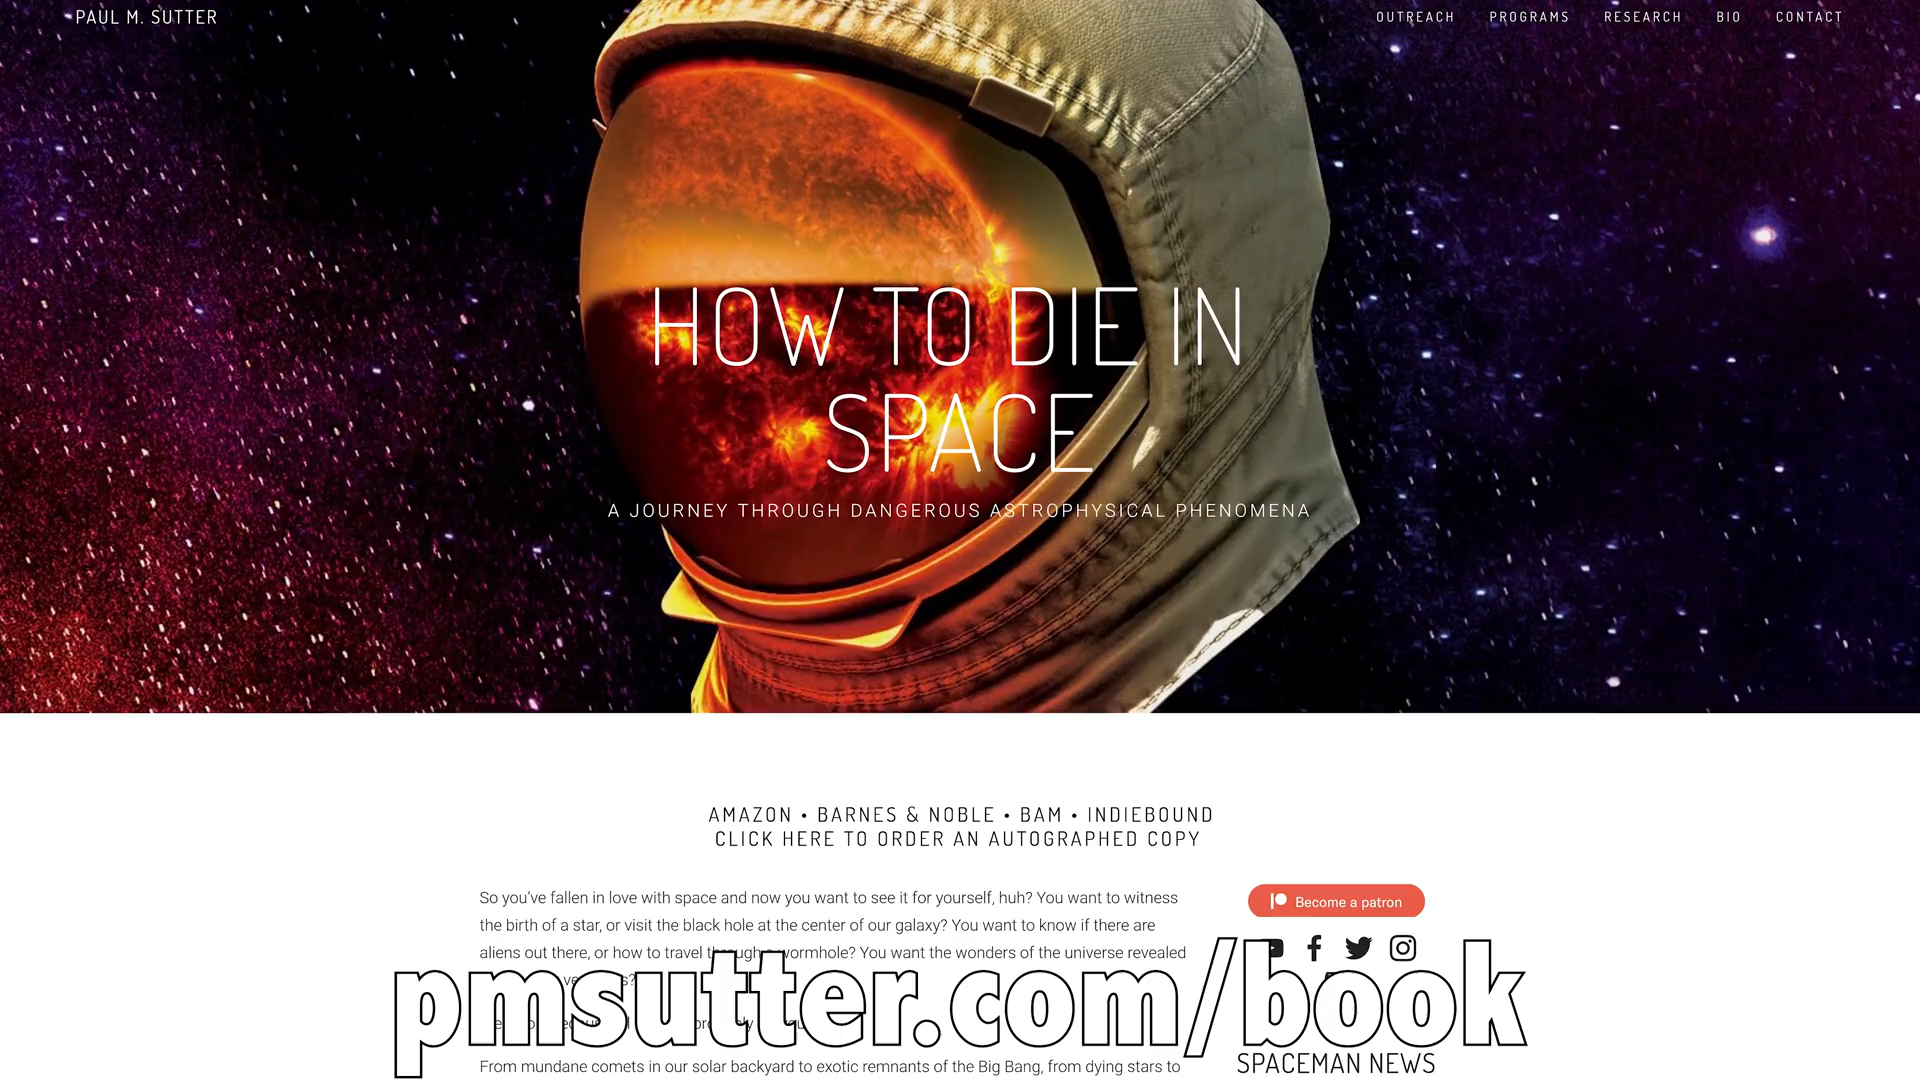 PAUL M. SUTTER
OUTREACH PROGRAMS RESEARCH BIO CONTACT
HOW TO DIE IN
SPACE
A JOURNEY THROUGH DANGEROUS ASTROPHYSICAL PHENOMENA
AMAZON • BARNES & NOBLE • BAM • INDIEBOUND
CLICK HERE TO ORDER AN AUTOGRAPHED COPY
So you've fallen in love with space and now you want to see it for yourself, huh? You want to witness
the birth of a star, or visit the black hole at the center of our galaxy? You want to know if there are
aliens out there, or how to travel through a wormhole? You want the wonders of the universe revealed
Become a patron
pmsutter.com/book
From mundane comets in our solar backyard to exotic remnants of the Big Bang, from dying stars to
SPACEMAN NEWS